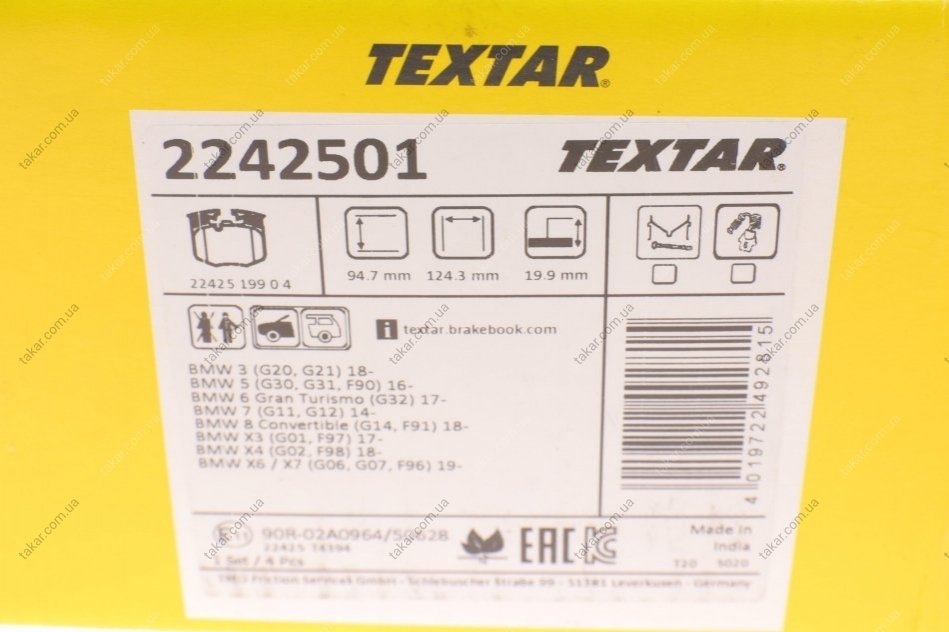 TEXTAR®
2242501 TEXTAR®
22425 199 0 4
94.7 mm 124.3 mm 19.9 mm
i textar.brakebook.com
BMW 3 (G20, G21) 18-
BMW 5 (G30, G31, F90) 16-
BMW 6 Gran Turismo (G32) 17-
BMW 7 (G11, G12) 14-
BMW 8 Convertible (G14, F91) 18-
BMW X3 (G01, F97) 17-
BMW X4 (G02, F98) 18-
BMW X6 / X7 (G06, G07, F96) 19-
4 019722 492815
E11 EAC
22425 T4394
1 Set / 4 Pcs
Made in
India
T20 5020
TMD Friction Services GmbH - Schlebuscher Straße 99 - 51381 Leverkusen - Germany
takar.com.ua